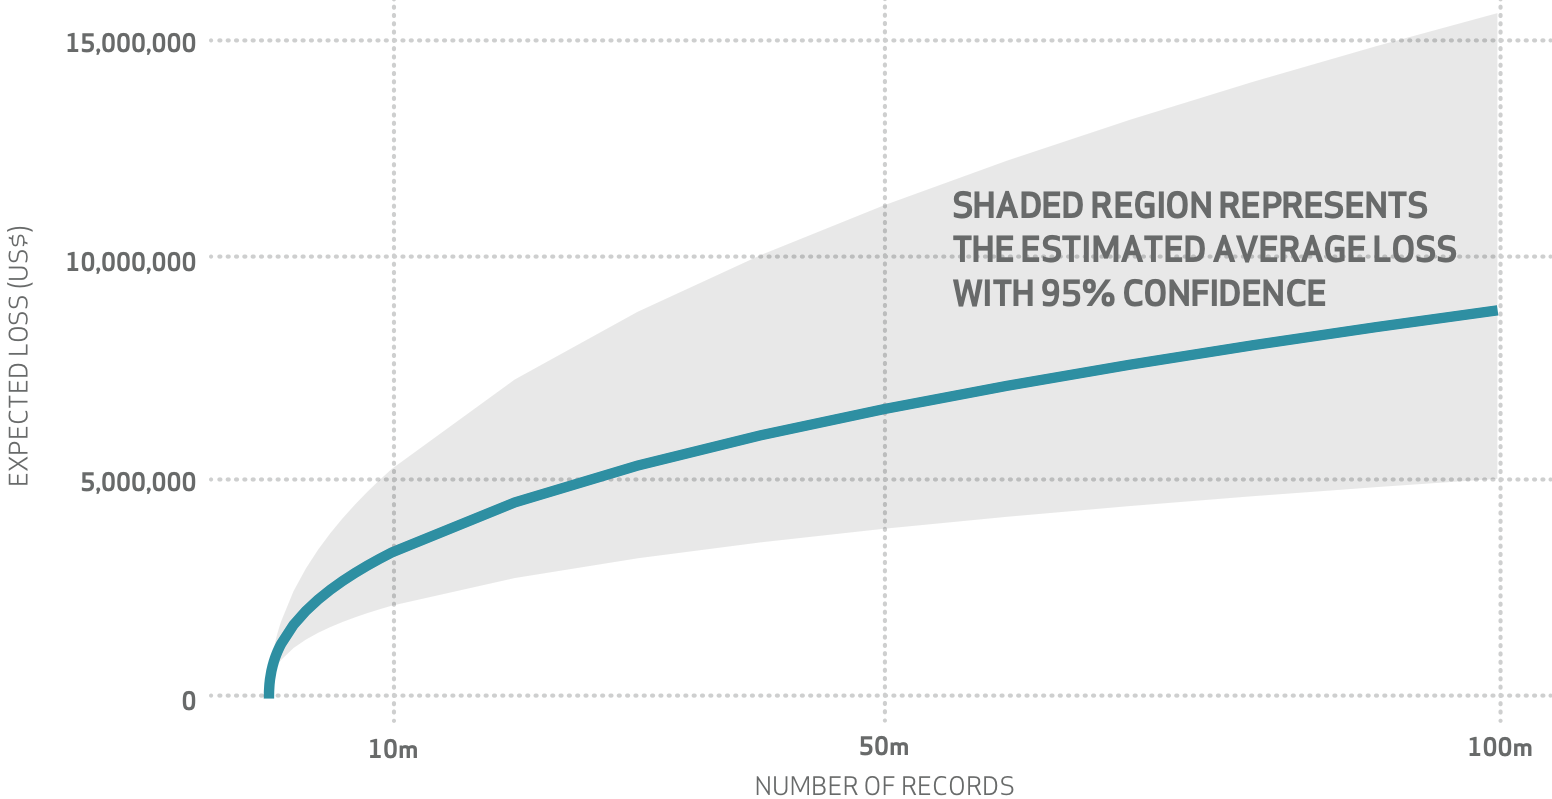 15,000,000
10,000,000
5,000,000
0
EXPECTED LOSS (US$)
SHADED REGION REPRESENTS
THE ESTIMATED AVERAGE LOSS
WITH 95% CONFIDENCE
10m
50m
100m
NUMBER OF RECORDS